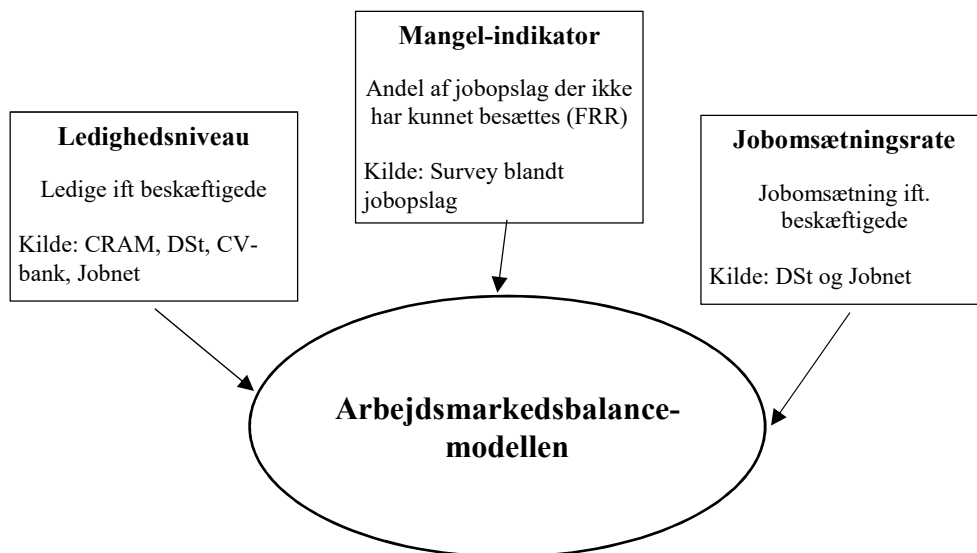 Mangel-indikator
Andel af jobopslag der ikke
har kunnet besættes (FRR)
Kilde: Survey blandt
jobopslag
Ledighedsniveau
Ledige ift beskæftigede
Kilde: CRAM, DSt, CV-
bank, Jobnet
Jobomsætningsrate
Jobomsætning ift.
beskæftigede
Kilde: DSt og Jobnet
Arbejdsmarkedsbalance-
modellen